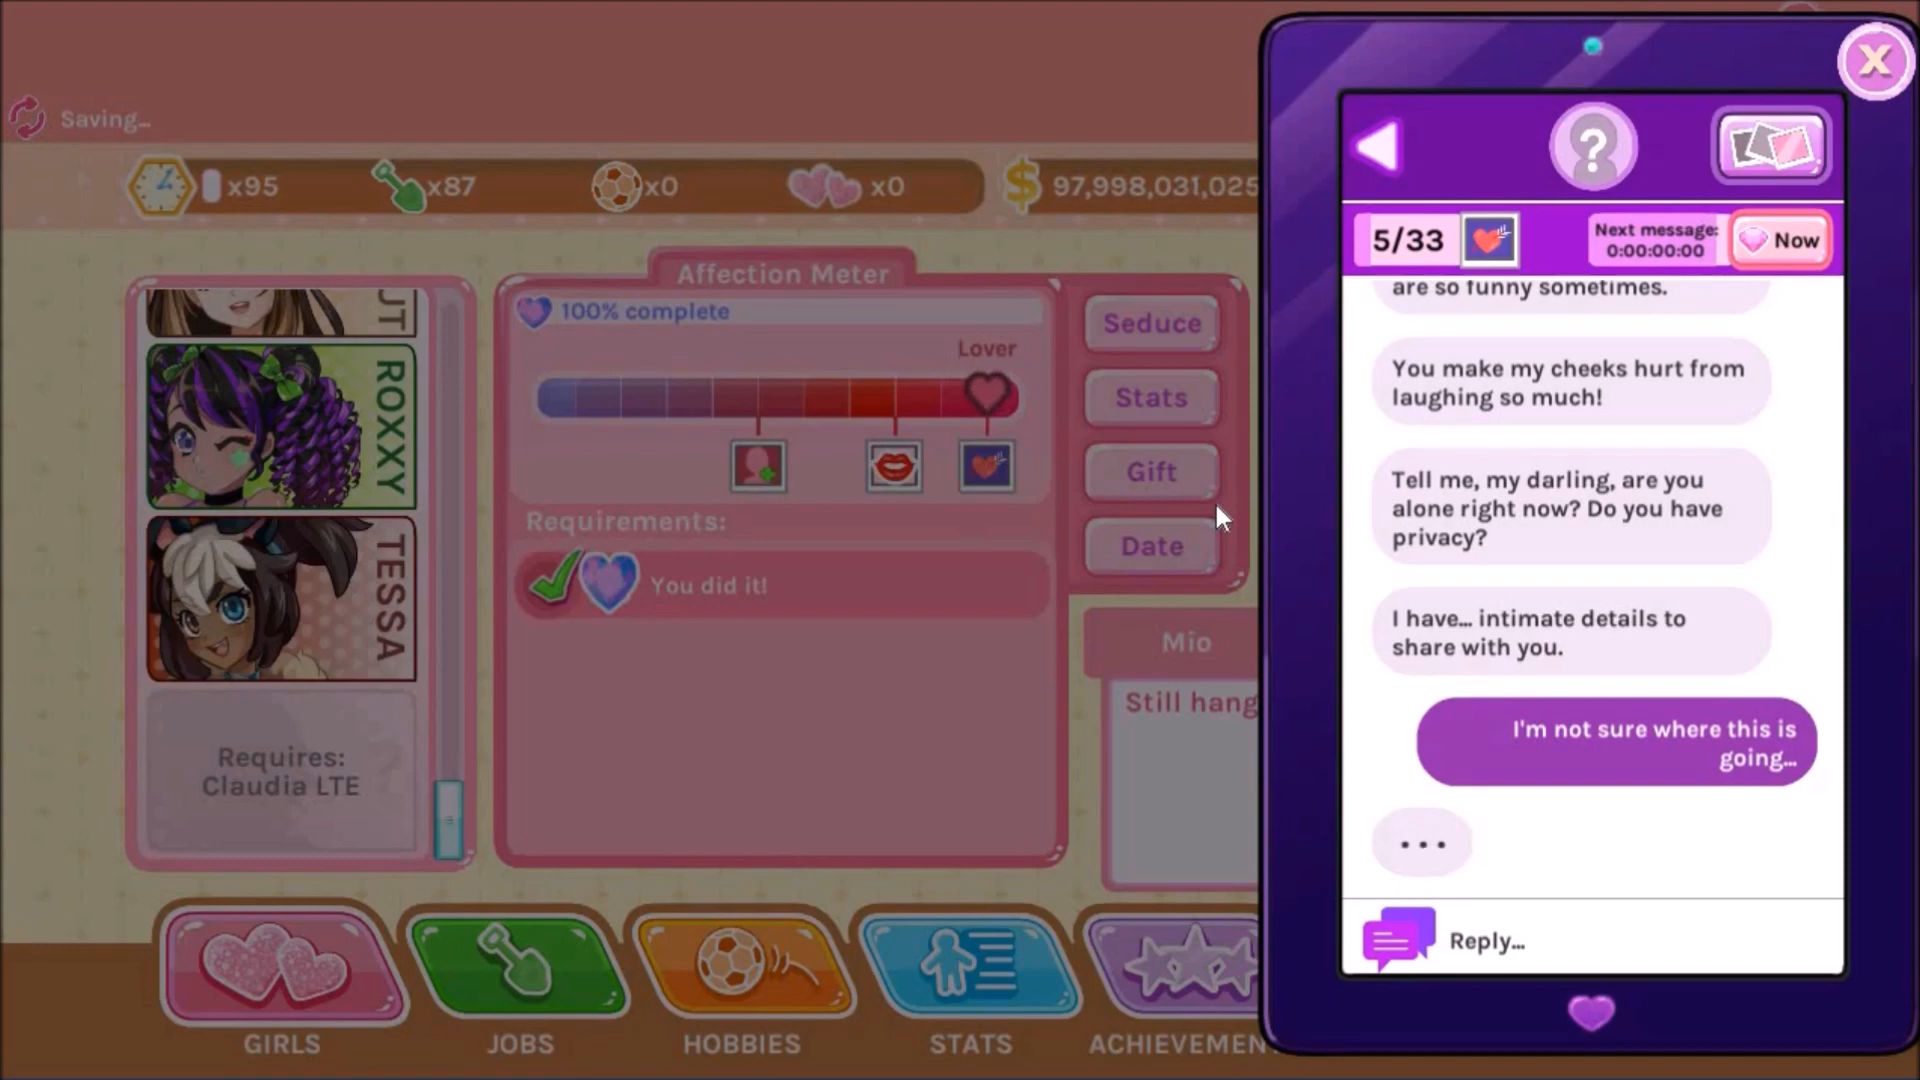 Saving...
x95
x87
x0
x0
$
97,998,031,025
UT
ROXXY
TESSA
Requires:
Claudia LTE
Affection Meter
100% complete
Lover
Requirements:
You did it!
Seduce
Stats
Gift
Date
Mio
Still hang
GIRLS
JOBS
HOBBIES
STATS
ACHIEVEMEN
X
?
5/33
Next message:
0:00:00:00
Now
are so funny sometimes.
You make my cheeks hurt from
laughing so much!
Tell me, my darling, are you
alone right now? Do you have
privacy?
I have... intimate details to
share with you.
I'm not sure where this is
going...
...
Reply...